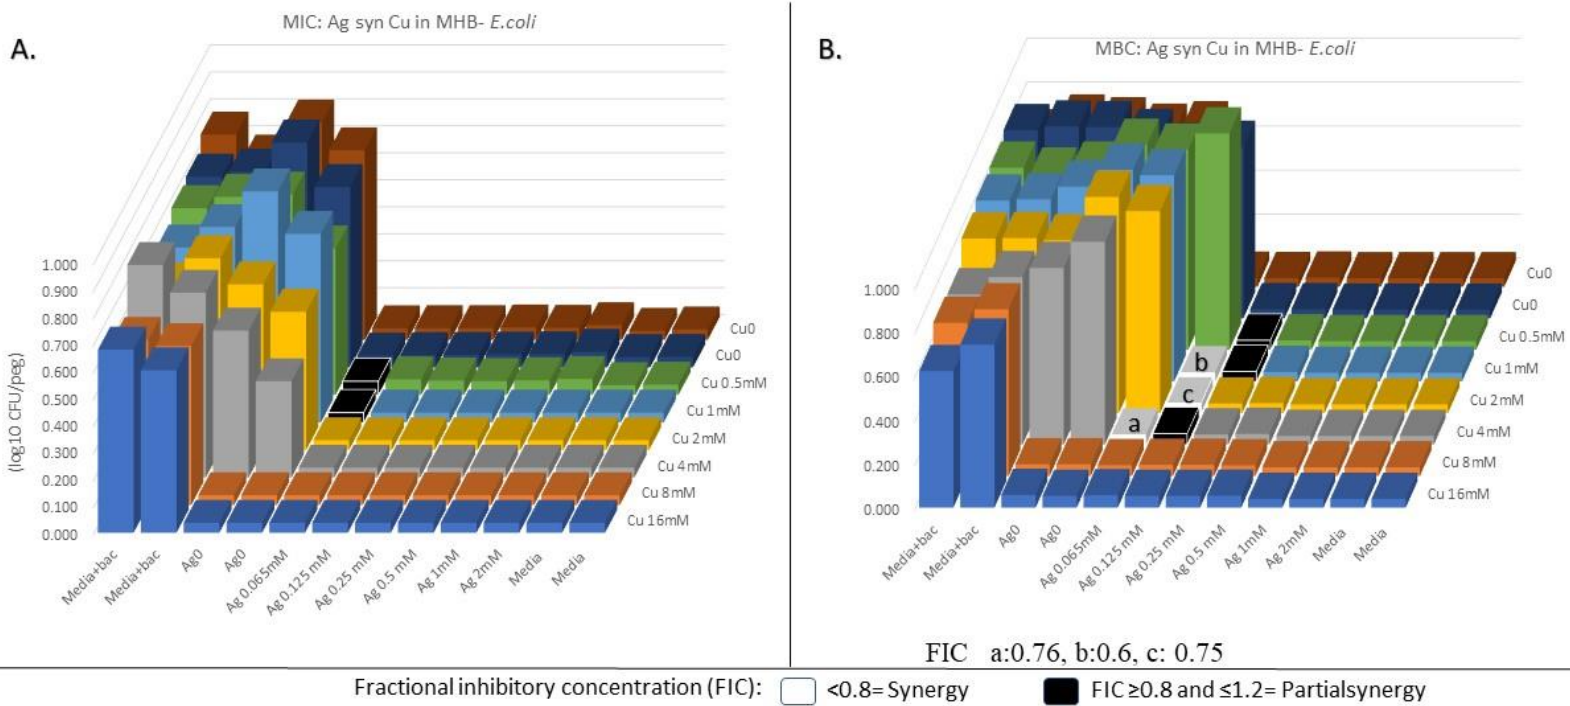 MIC: Ag syn Cu in MHB- E.coli
A.
1.000
0.900
0.800
0.700
0.600
0.500
0.400
0.300
0.200
0.100
0.000
(log10 CFU/peg)
Cu0
Cu0
Cu 0.5mM
Cu 1mM
Cu 2mM
Cu 4mM
Cu 8mM
Cu 16mM
Media+bac
Media+bac
Ag0
Ag0
Ag 0.065mM
Ag 0.125 mM
Ag 0.25 mM
Ag 0.5 mM
Ag 1mM
Ag 2mM
Media
Media
B.
MBC: Ag syn Cu in MHB- E.coli
1.000
0.800
0.600
0.400
0.200
0.000
b
c
a
Cu0
Cu0
Cu 0.5mM
Cu 1mM
Cu 2mM
Cu 4mM
Cu 8mM
Cu 16mM
Media+bac
Media+bac
Ag0
Ag0
Ag 0.065mM
Ag 0.125 mM
Ag 0.25 mM
Ag 0.5 mM
Ag 1mM
Ag 2mM
Media
Media
FIC a:0.76, b:0.6, c: 0.75
Fractional inhibitory concentration (FIC): <0.8= Synergy FIC ≥0.8 and ≤1.2= Partialsynergy